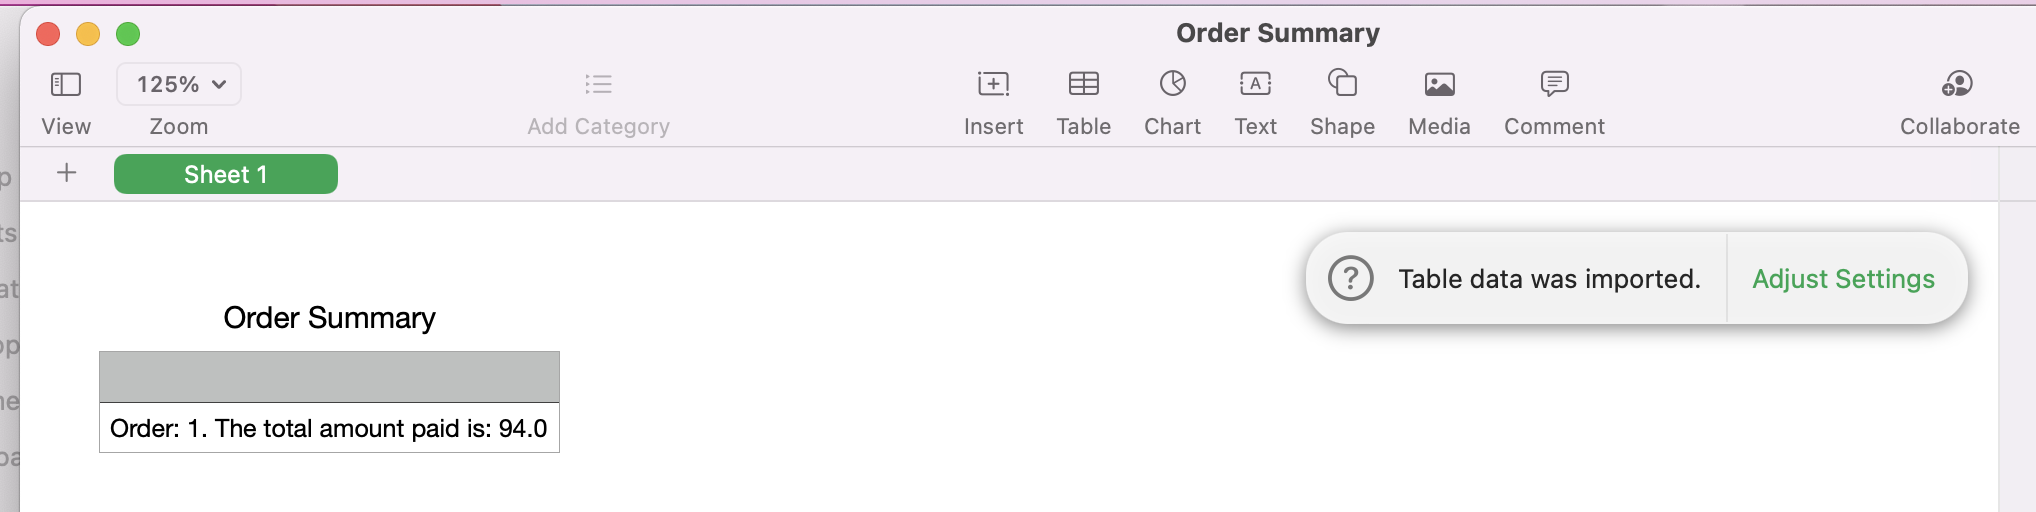 Order Summary
125%
View
Zoom
Add Category
Insert
Table
Chart
Text
Shape
Media
Comment
Collaborate
+ Sheet 1
Table data was imported.
Adjust Settings
Order Summary
Order: 1. The total amount paid is: 94.0